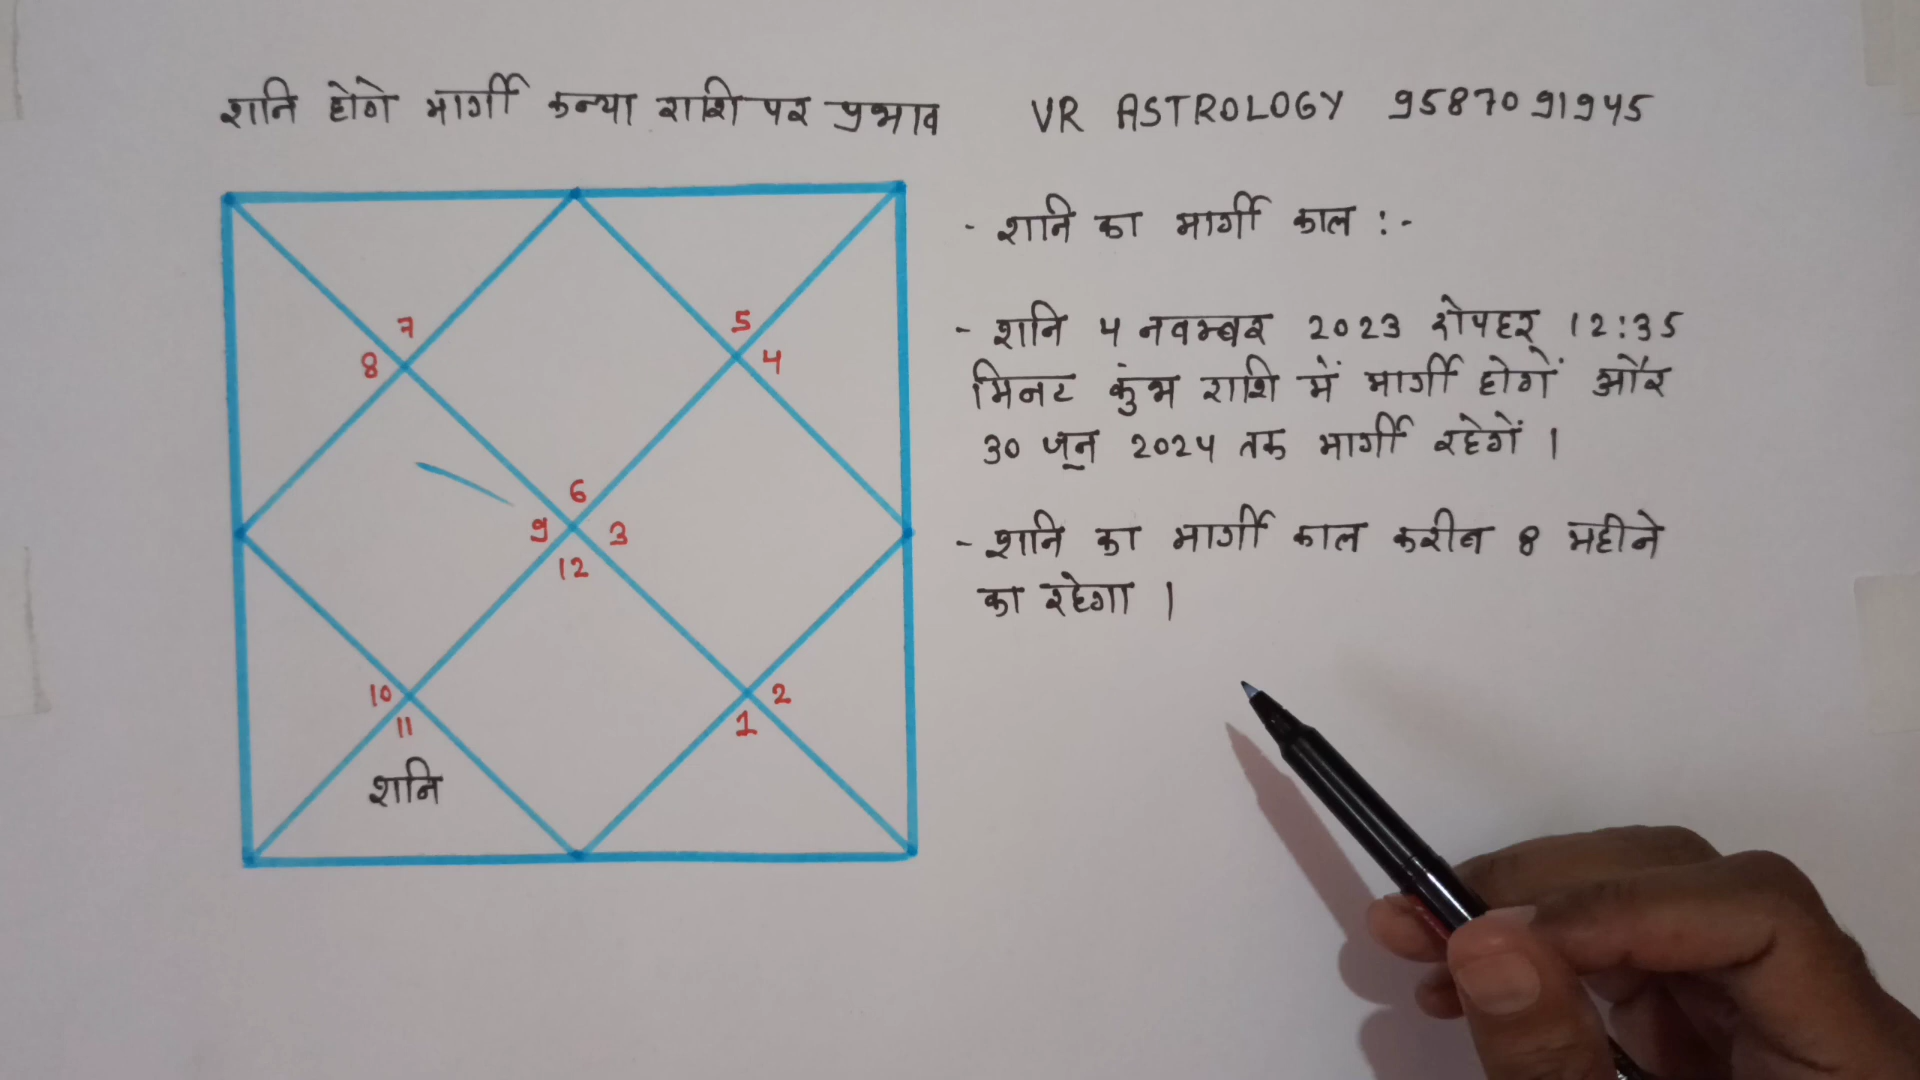 शनि होगे मार्गी कन्या राशि पर प्रभाव VR ASTROLOGY 9587091945
- शनि का मार्गी काल :-
- शनि 4 नवम्बर 2023 दोपहर 12:35
मिनट कुंभ राशि में मार्गी होगें और
30 जून 2024 तक मार्गी रहेगें ।
- शनि का मार्गी काल करीब 8 महीने
का रहेगा ।
7 5
8 4
6
9 3
12
10 2
11 1
शनि